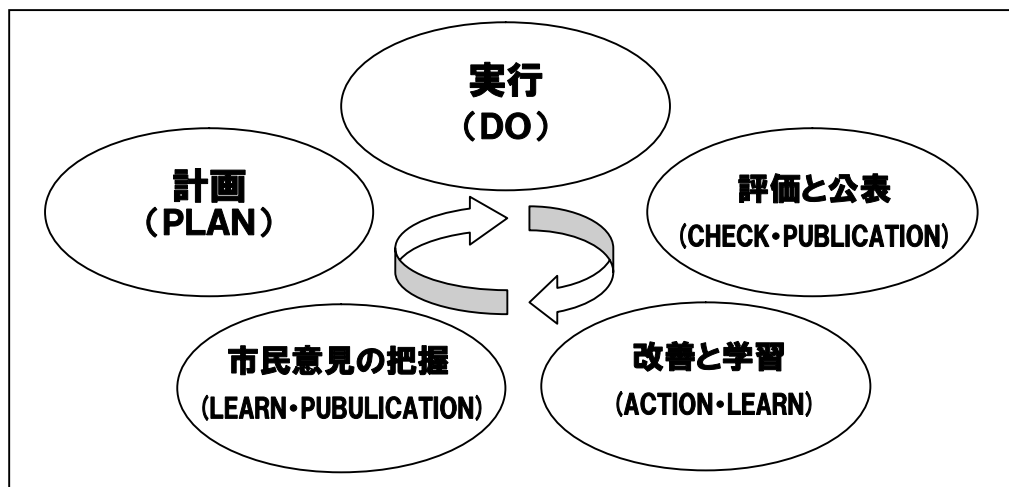 実行
（DO）
計画
（PLAN）
評価と公表
（CHECK・PUBLICATION）
市民意見の把握
（LEARN・PUBULICATION）
改善と学習
（ACTION・LEARN）